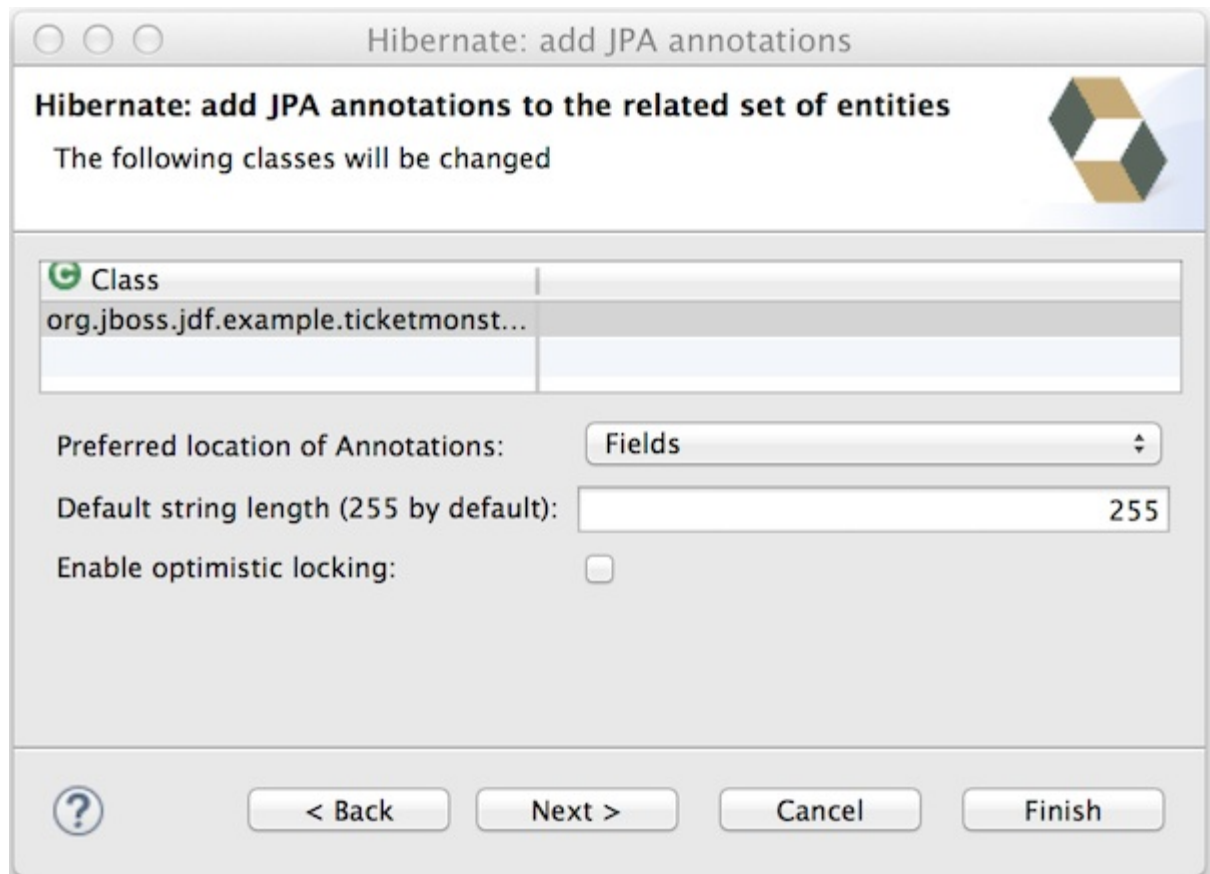 Hibernate: add JPA annotations
Hibernate: add JPA annotations to the related set of entities
The following classes will be changed
C Class
org.jboss.jdf.example.ticketmonst...
Preferred location of Annotations: Fields
Default string length (255 by default): 255
Enable optimistic locking:
? < Back Next > Cancel Finish